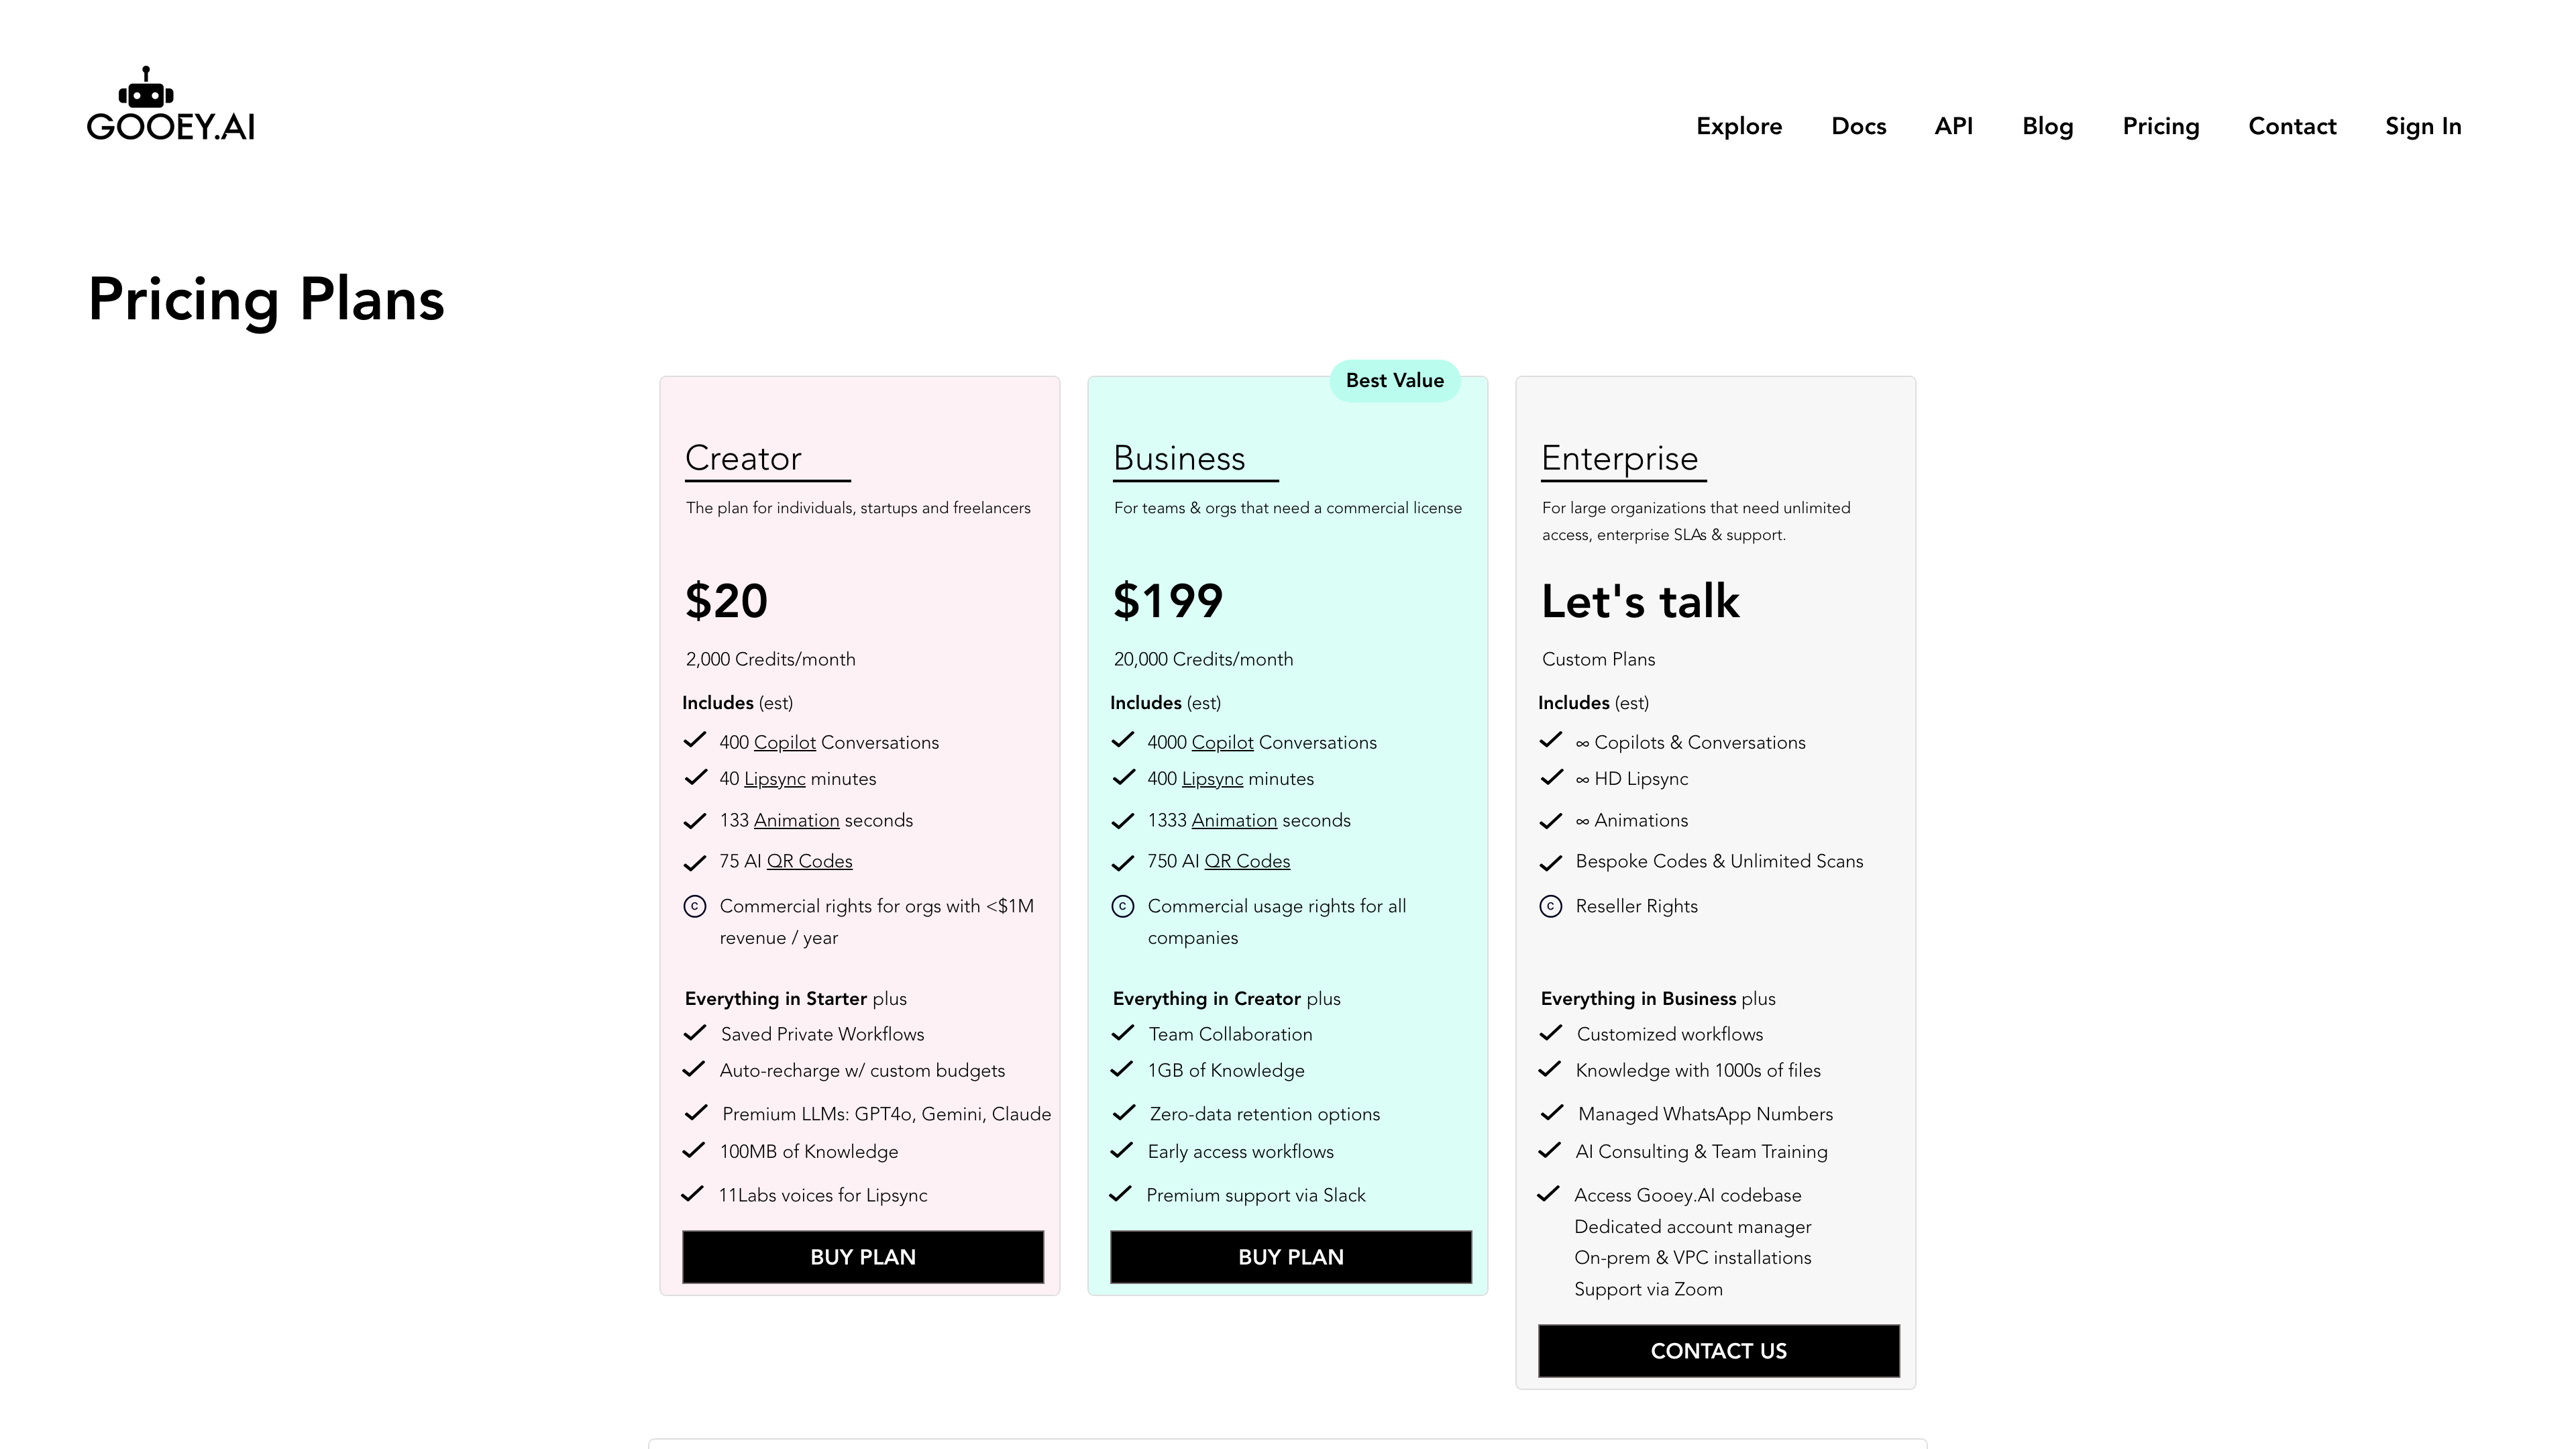 GOOEY.AI
Explore Docs API Blog Pricing Contact Sign In
Pricing Plans
Creator
The plan for individuals, startups and freelancers
$20
2,000 Credits/month
Includes (est)
400 Copilot Conversations
40 Lipsync minutes
133 Animation seconds
75 AI QR Codes
C Commercial rights for orgs with <$1M
revenue / year
Everything in Starter plus
Saved Private Workflows
Auto-recharge w/ custom budgets
Premium LLMs: GPT4o, Gemini, Claude
100MB of Knowledge
11Labs voices for Lipsync
BUY PLAN
Best Value
Business
For teams & orgs that need a commercial license
$199
20,000 Credits/month
Includes (est)
4000 Copilot Conversations
400 Lipsync minutes
1333 Animation seconds
750 AI QR Codes
C Commercial usage rights for all
companies
Everything in Creator plus
Team Collaboration
1GB of Knowledge
Zero-data retention options
Early access workflows
Premium support via Slack
BUY PLAN
Enterprise
For large organizations that need unlimited
access, enterprise SLAs & support.
Let's talk
Custom Plans
Includes (est)
∞ Copilots & Conversations
∞ HD Lipsync
∞ Animations
Bespoke Codes & Unlimited Scans
C Reseller Rights
Everything in Business plus
Customized workflows
Knowledge with 1000s of files
Managed WhatsApp Numbers
AI Consulting & Team Training
Access Gooey.AI codebase
Dedicated account manager
On-prem & VPC installations
Support via Zoom
CONTACT US